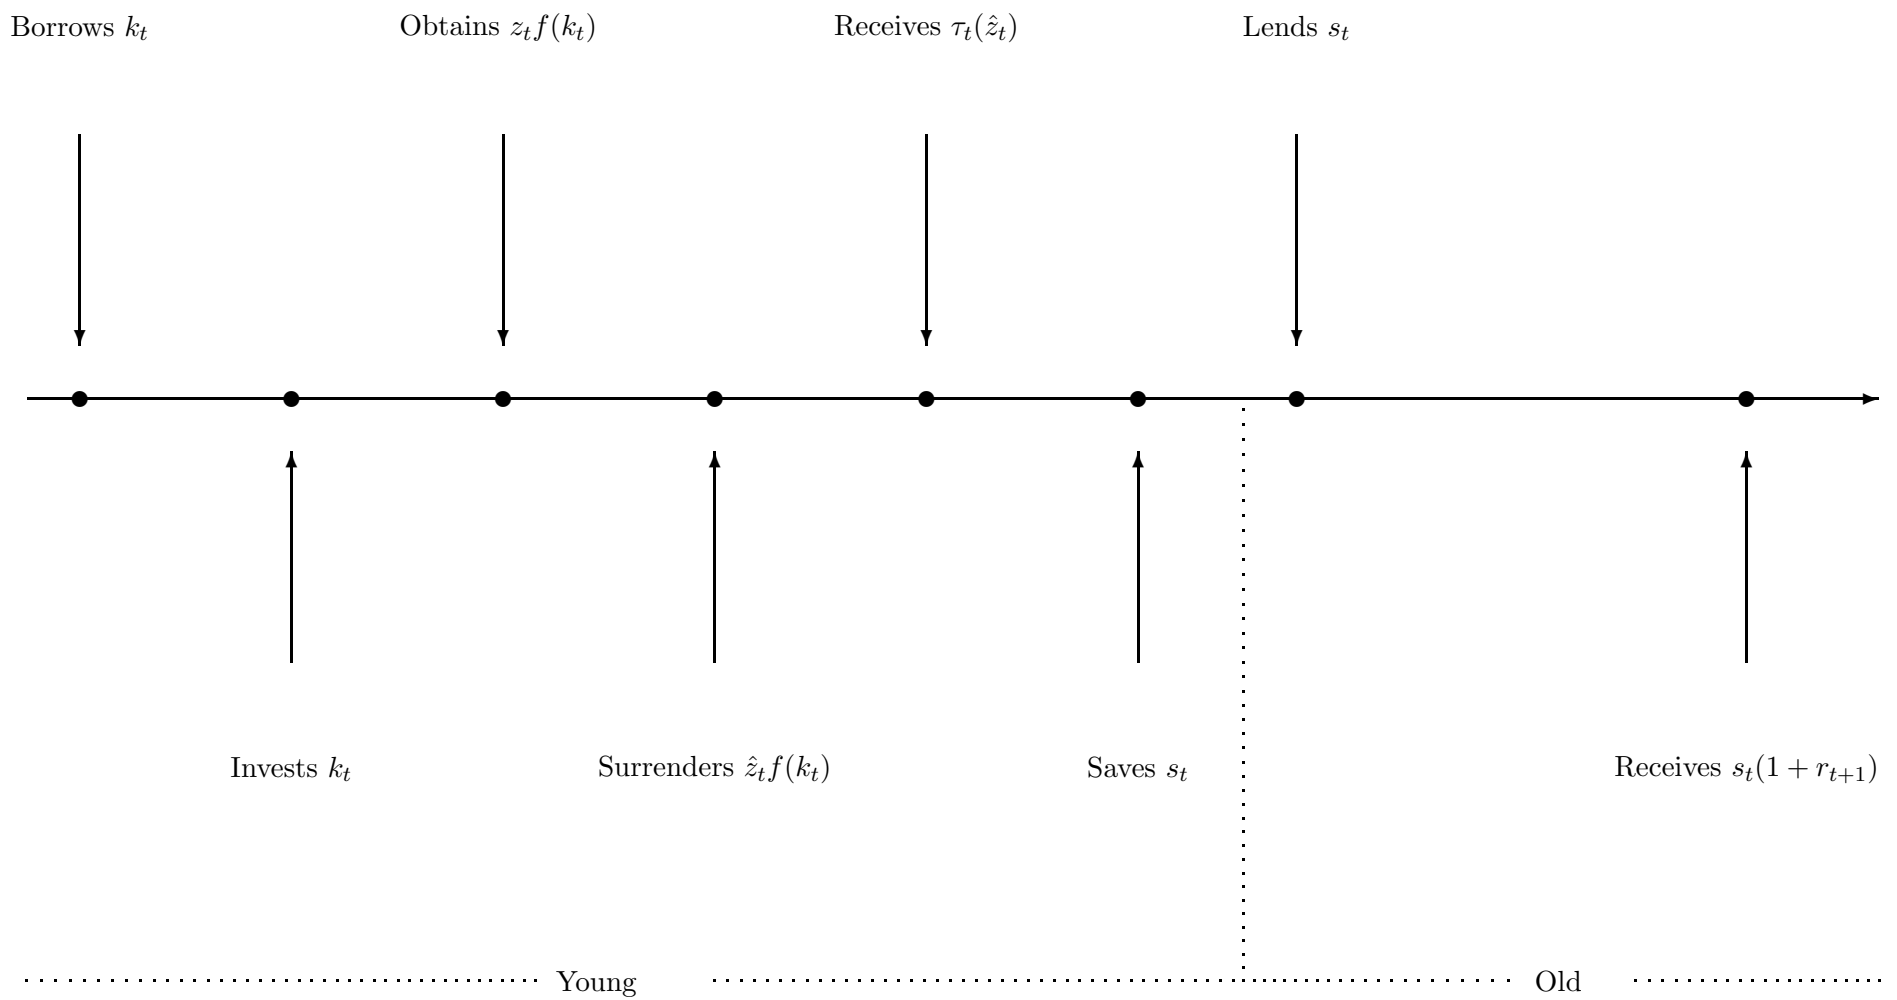 Borrows $k_t$
Obtains $z_t f(k_t)$
Receives $\tau_t(\hat{z}_t)$
Lends $s_t$
Invests $k_t$
Surrenders $\hat{z}_t f(k_t)$
Saves $s_t$
Receives $s_t(1 + r_{t+1})$
Young
Old